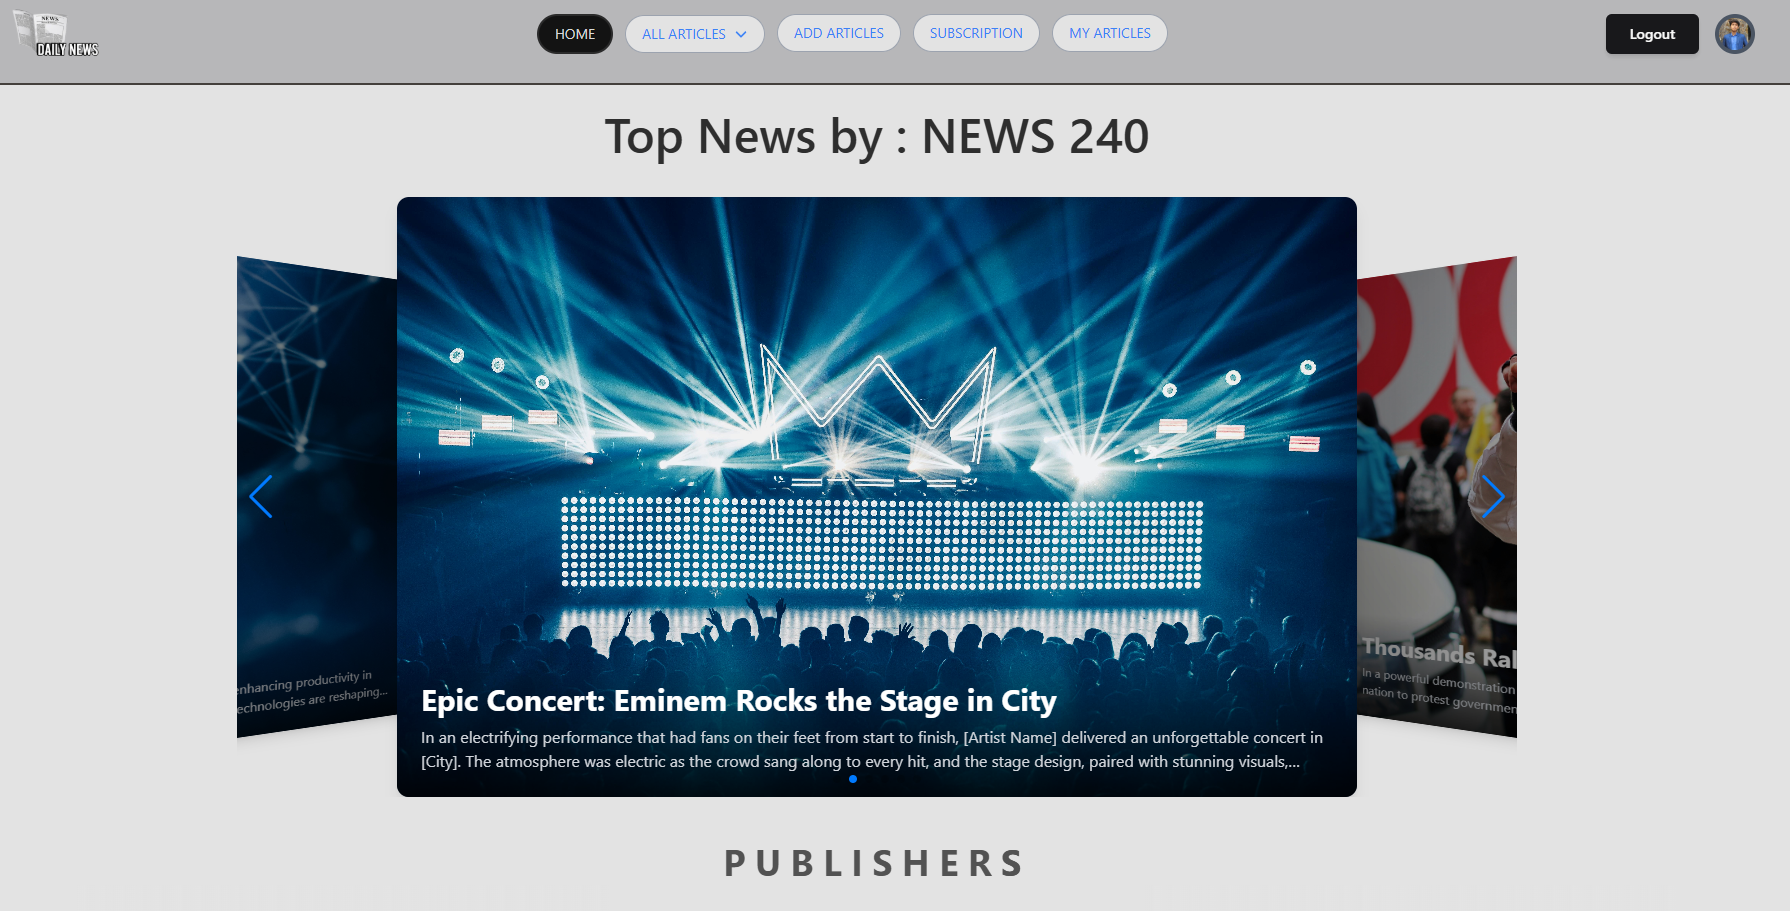 NEWS
DAILY NEWS
HOME
ALL ARTICLES
ADD ARTICLES
SUBSCRIPTION
MY ARTICLES
Logout
Top News by : NEWS 240
enhancing productivity in
echnologies are reshaping...
Epic Concert: Eminem Rocks the Stage in City
In an electrifying performance that had fans on their feet from start to finish, [Artist Name] delivered an unforgettable concert in
[City]. The atmosphere was electric as the crowd sang along to every hit, and the stage design, paired with stunning visuals,...
Thousands Ral
In a powerful demonstration
nation to protest governmen
PUBLISHERS